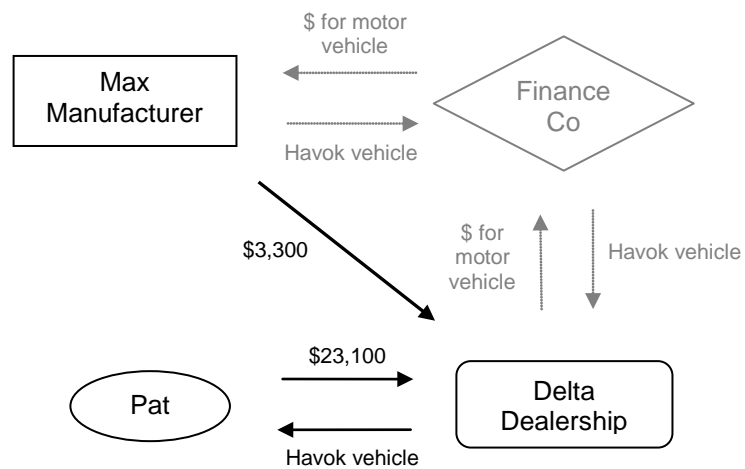 $ for motor
vehicle
Max
Manufacturer
Finance
Co
Havok vehicle
$3,300
$ for
motor
vehicle
Havok vehicle
$23,100
Pat
Delta
Dealership
Havok vehicle